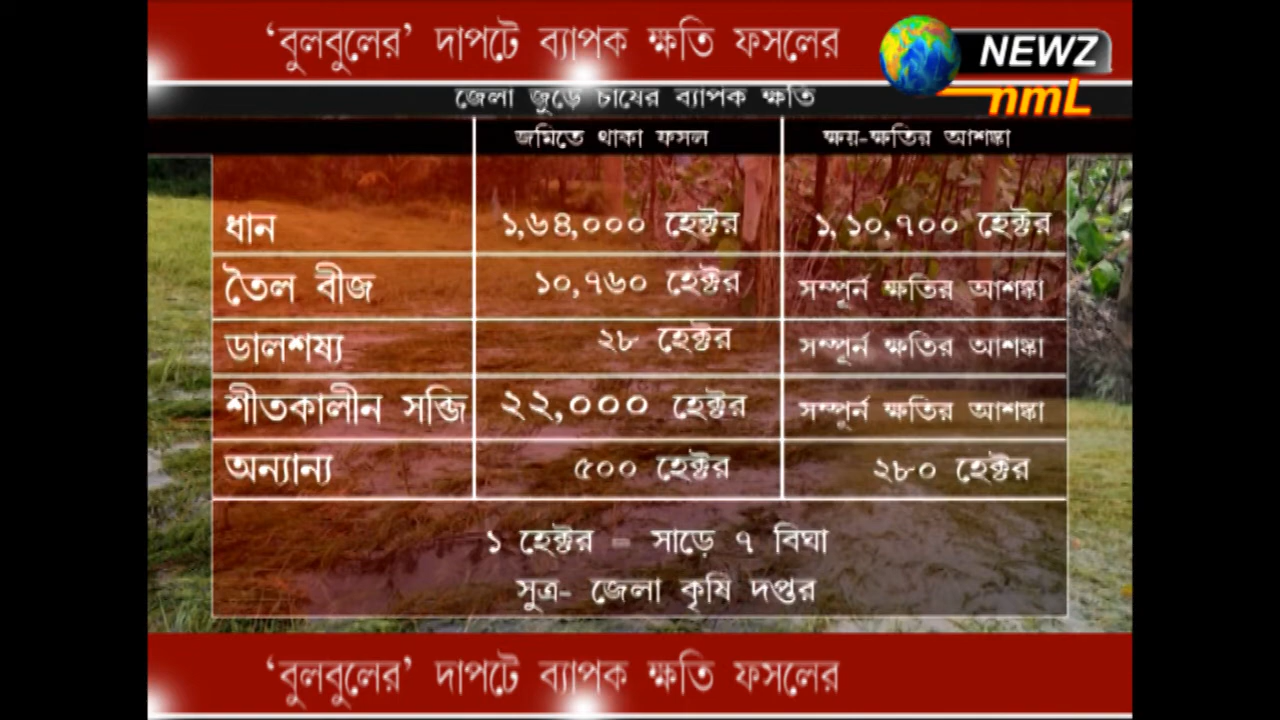 ‘বুলবুলের’ দাপটে ব্যাপক ক্ষতি ফসলের
NEWZ
nmL
জেলা জুড়ে চাষের ব্যাপক ক্ষতি
জমিতে থাকা ফসল ক্ষয়-ক্ষতির আশঙ্কা
ধান ১,৬৪,০০০ হেক্টর ১,১০,৭০০ হেক্টর
তৈল বীজ ১০,৭৬০ হেক্টর সম্পূর্ন ক্ষতির আশঙ্কা
ডালশষ্য ২৮ হেক্টর সম্পূর্ন ক্ষতির আশঙ্কা
শীতকালীন সব্জি ২২,০০০ হেক্টর সম্পূর্ন ক্ষতির আশঙ্কা
অন্যান্য ৫০০ হেক্টর ২৮০ হেক্টর
১ হেক্টর - সাড়ে ৭ বিঘা
সুত্র- জেলা কৃষি দপ্তর
‘বুলবুলের’ দাপটে ব্যাপক ক্ষতি ফসলের